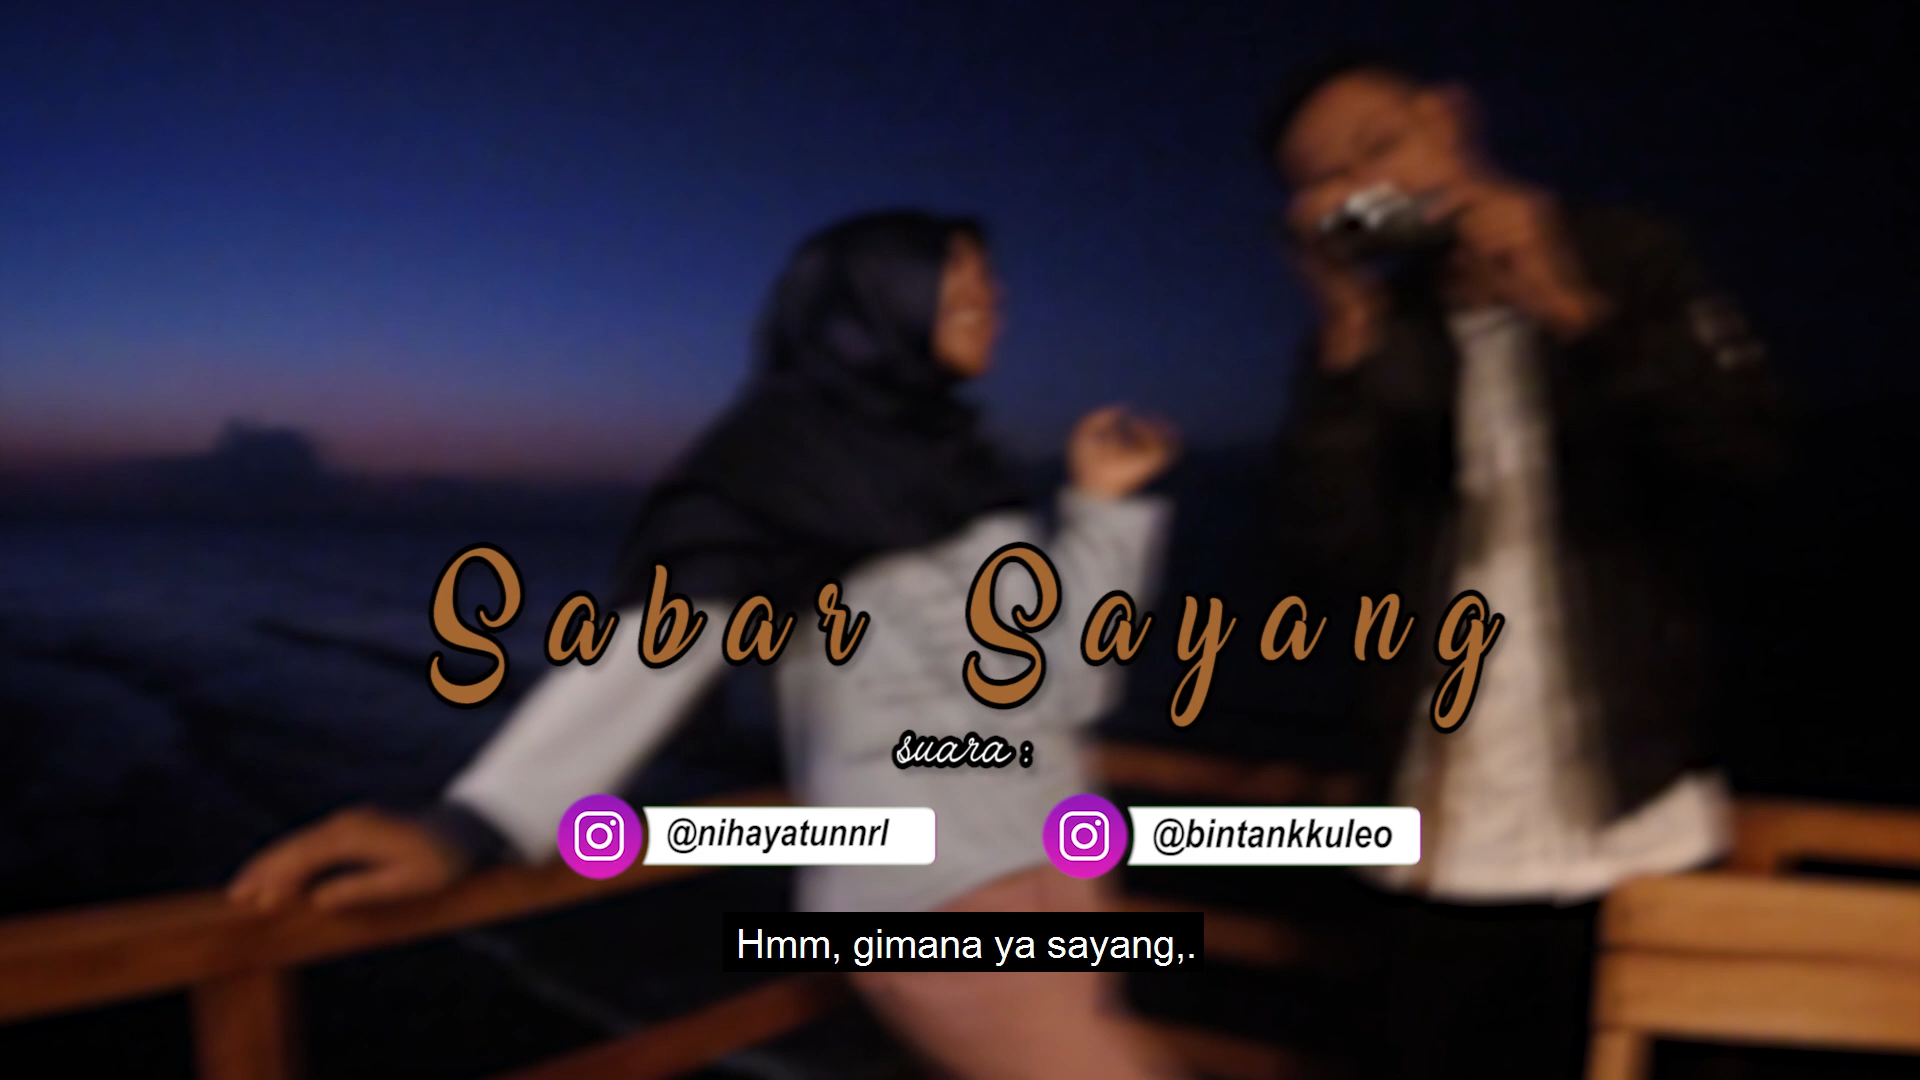 Sabar Sayang
suara :
@nihayatunnrl
@bintankkuleo
Hmm, gimana ya sayang,.